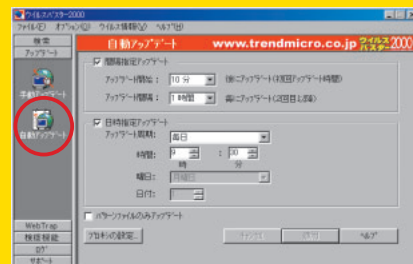 ウイルスバスター2000
ファイル(F) オプション(O) ウイルス情報(V) ヘルプ(H)
検索
アップデート
自動アップデート www.trendmicro.co.jp ウイルスバスター2000
間隔指定アップデート
アップデート開始： 10 分 後にアップデート(初回アップデート時間)
アップデート間隔： 1 時間 毎にアップデート(2回目以降)
手動アップデート
自動アップデート
日時指定アップデート
アップデート周期： 毎日
時間： 9 : 30
時 分
曜日： 月曜日
日付：
パターンファイルのみアップデート
プロキシの設定... キャンセル ヘルプ
WebTrap
検疫機能
ログ
サポート